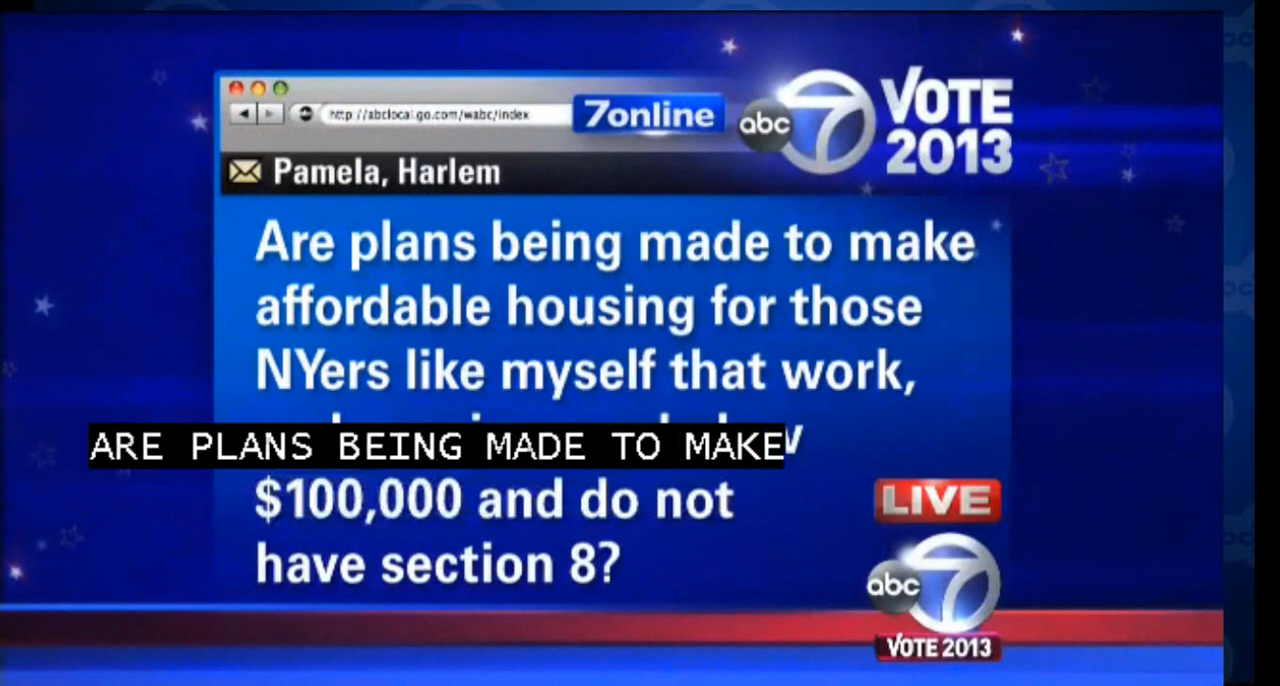 http://abclocal.go.com/wabc/index
7online
abc 7
VOTE
2013
Pamela, Harlem
Are plans being made to make
affordable housing for those
NYers like myself that work,
ARE PLANS BEING MADE TO MAKE
$100,000 and do not
have section 8?
LIVE
abc 7
VOTE 2013